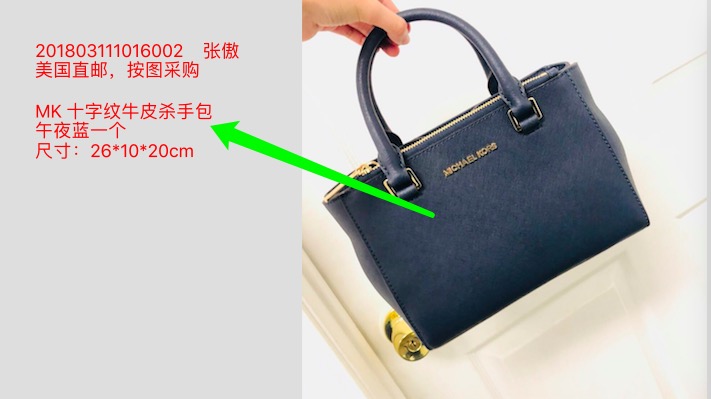 201803111016002 张傲
美国直邮，按图采购
MK 十字纹牛皮杀手包
午夜蓝一个
尺寸：26*10*20cm
MICHAEL KORS